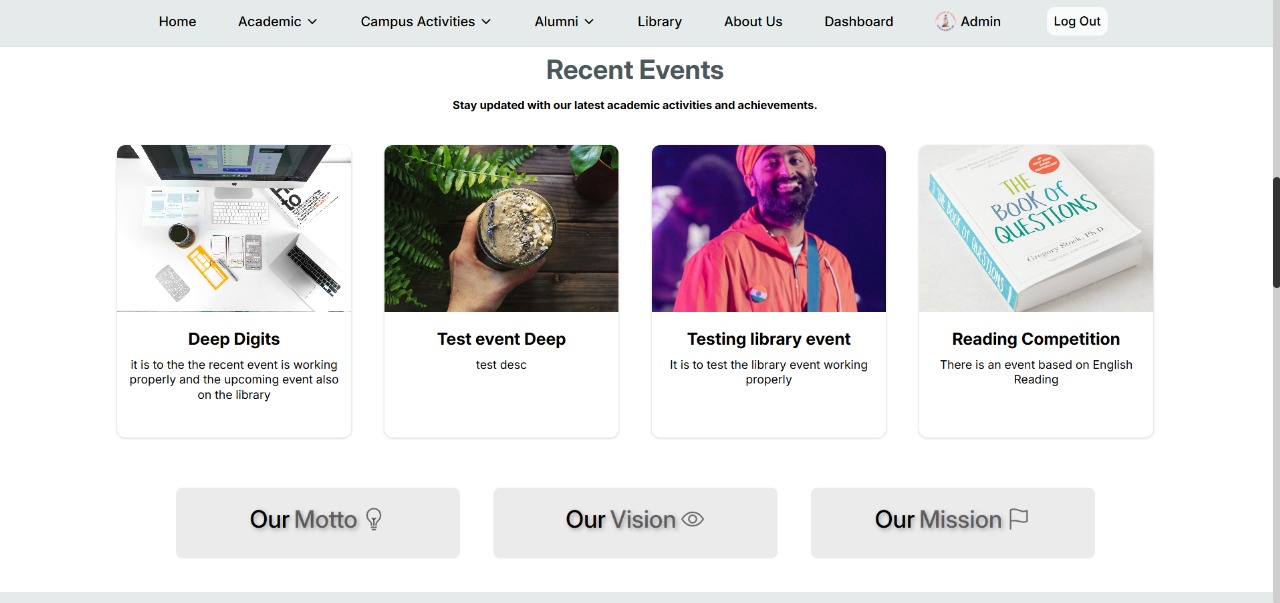 Home Academic Campus Activities Alumni Library About Us Dashboard Admin Log Out
Recent Events
Stay updated with our latest academic activities and achievements.
THE
BOOK OF
QUESTIONS
Gregory Stock, Ph.D.
THE BOOK OF QUESTIONS
Deep Digits
it is to the the recent event is working
properly and the upcoming event also
on the library
Test event Deep
test desc
Testing library event
It is to test the library event working
properly
Reading Competition
There is an event based on English
Reading
Our Motto
Our Vision
Our Mission